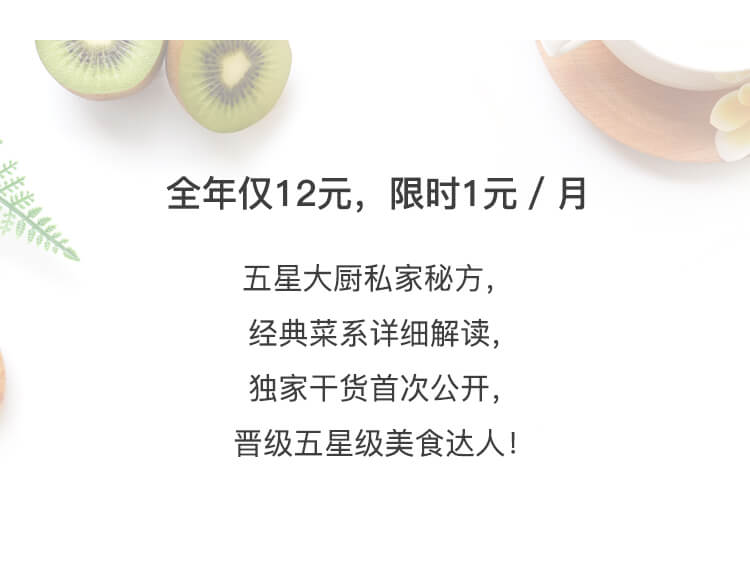 全年仅12元，限时1元 / 月
五星大厨私家秘方，
经典菜系详细解读，
独家干货首次公开，
晋级五星级美食达人！